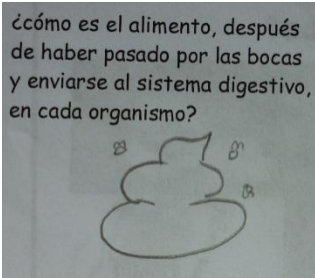 ¿cómo es el alimento, después
de haber pasado por las bocas
y enviarse al sistema digestivo,
en cada organismo?